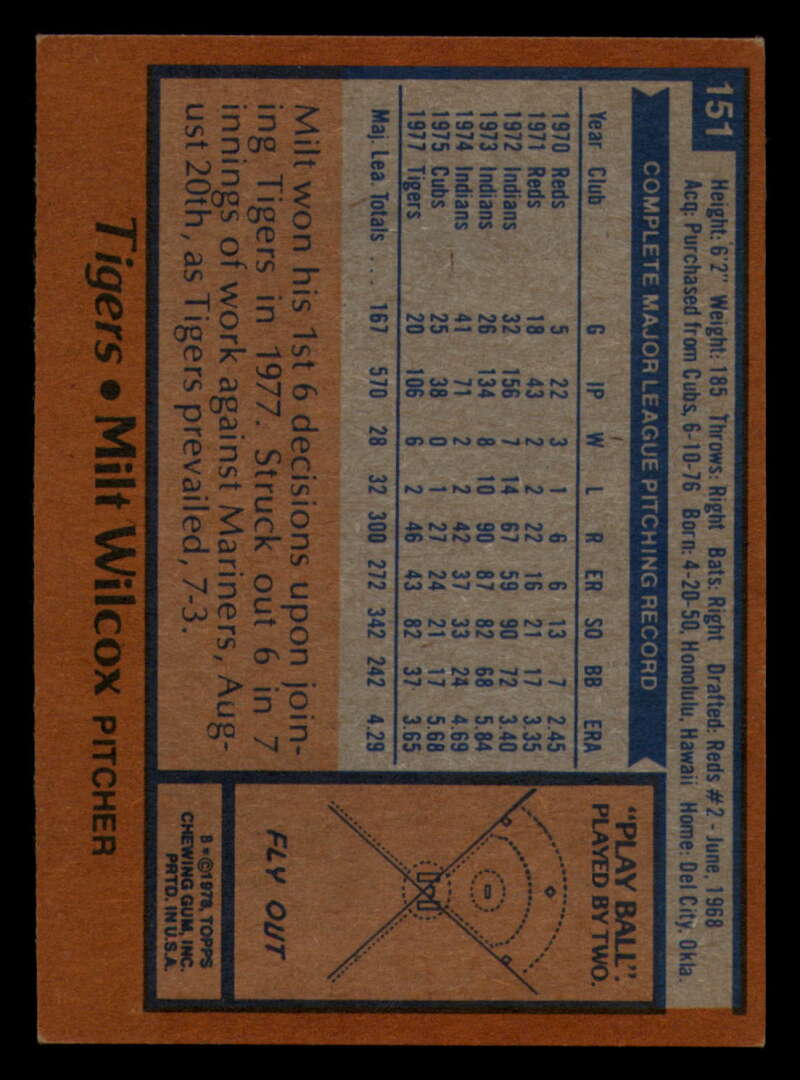 151
Height: 6'2" Weight: 185 Throws: Right Bats: Right Drafted: Reds #2 - June, 1968
Acq: Purchased from Cubs, 6-10-76 Born: 4-20-50, Honolulu, Hawaii Home: Del City, Okla.
COMPLETE MAJOR LEAGUE PITCHING RECORD
Year Club G IP W L R ER SO BB ERA
1970 Reds 5 22 3 1 6 6 13 7 2.45
1971 Reds 18 43 2 2 22 16 21 17 3.35
1972 Indians 32 156 7 14 67 59 90 72 3.40
1973 Indians 26 134 8 10 90 87 82 68 5.84
1974 Indians 41 71 2 2 42 37 33 24 4.69
1975 Cubs 25 38 0 1 27 24 21 17 5.68
1977 Tigers 20 106 6 2 46 43 82 37 3.65
Maj. Lea. Totals ... 167 570 28 32 300 272 342 242 4.29
Milt won his 1st 6 decisions upon join-
ing Tigers in 1977. Struck out 6 in 7
innings of work against Mariners, Aug-
ust 20th, as Tigers prevailed, 7-3.
"PLAY BALL":
PLAYED BY TWO.
FLY OUT
B * ©1978, TOPPS
CHEWING GUM, INC.
PRTD. IN U.S.A.
Tigers • Milt Wilcox PITCHER